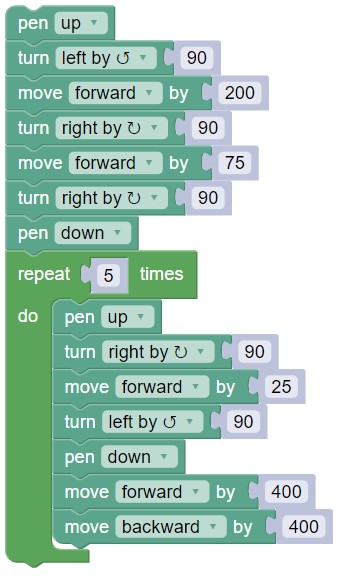 pen up
turn left by ↺ 90
move forward by 200
turn right by ↻ 90
move forward by 75
turn right by ↻ 90
pen down
repeat 5 times
do pen up
turn right by ↻ 90
move forward by 25
turn left by ↺ 90
pen down
move forward by 400
move backward by 400